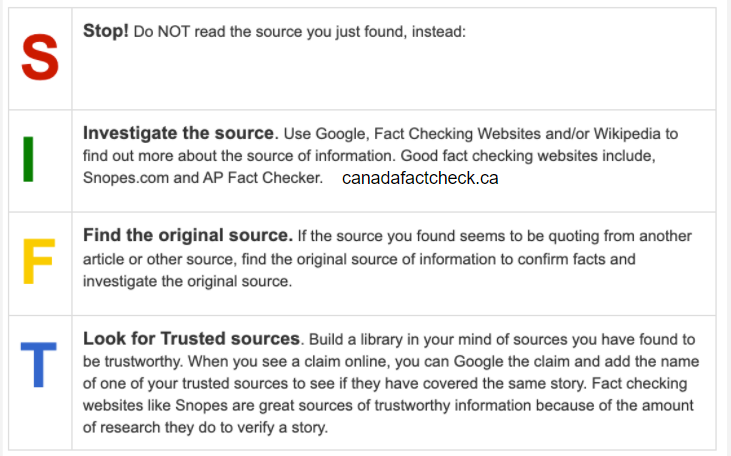 S
Stop! Do NOT read the source you just found, instead:
I
Investigate the source. Use Google, Fact Checking Websites and/or Wikipedia to
find out more about the source of information. Good fact checking websites include,
Snopes.com and AP Fact Checker. canadafactcheck.ca
F
Find the original source. If the source you found seems to be quoting from another
article or other source, find the original source of information to confirm facts and
investigate the original source.
T
Look for Trusted sources. Build a library in your mind of sources you have found to
be trustworthy. When you see a claim online, you can Google the claim and add the name
of one of your trusted sources to see if they have covered the same story. Fact checking
websites like Snopes are great sources of trustworthy information because of the amount
of research they do to verify a story.